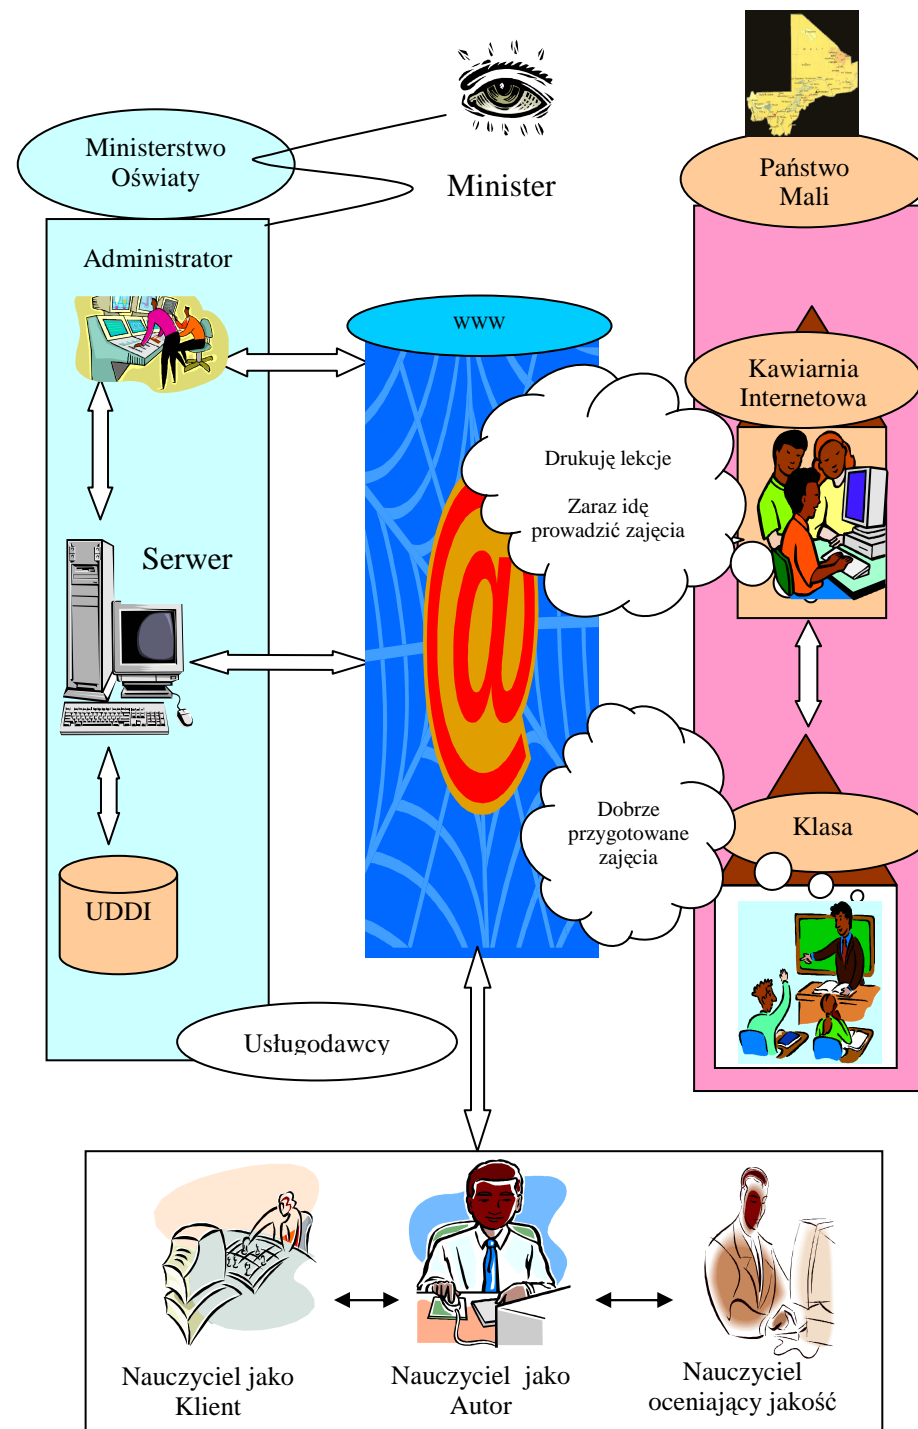 Ministerstwo
Oświaty
Minister
Państwo
Mali
Administrator
www
Kawiarnia
Internetowa
Drukuję lekcje
Zaraz idę
prowadzić zajęcia
Serwer
@
Dobrze
przygotowane
zajęcia
Klasa
UDDI
Usługodawcy
Nauczyciel jako
Klient
Nauczyciel jako
Autor
Nauczyciel
oceniający jakość